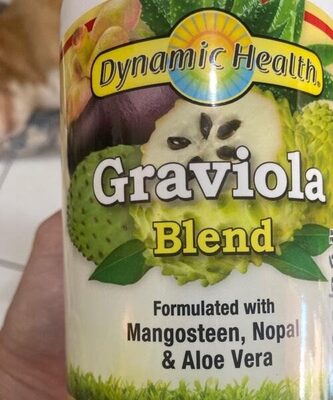 Dynamic Health®
Graviola
Blend
Formulated with
Mangosteen, Nopal
& Aloe Vera